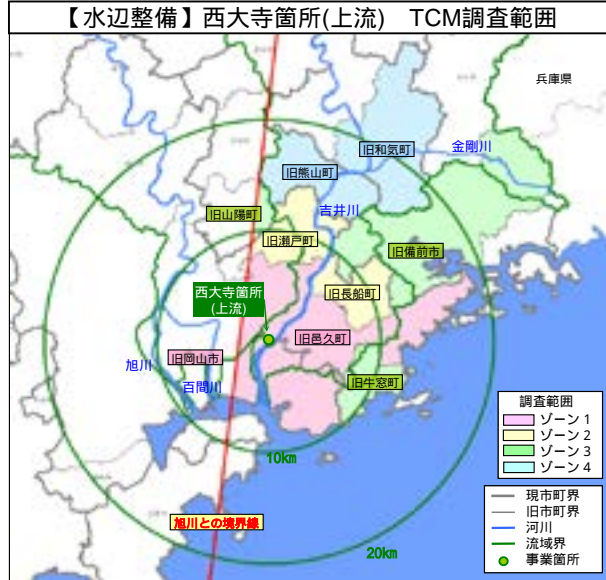 【水辺整備】西大寺箇所(上流) TCM調査範囲
兵庫県
旧和気町
金剛川
旧熊山町
吉井川
旧山陽町
旧瀬戸町
旧備前市
西大寺箇所
(上流)
旧長船町
旧邑久町
旭川
旧岡山市
百間川
旧牛窓町
10km
旭川との境界線
20km
調査範囲
ゾーン1
ゾーン2
ゾーン3
ゾーン4
現市町界
旧市町界
河川
流域界
事業箇所